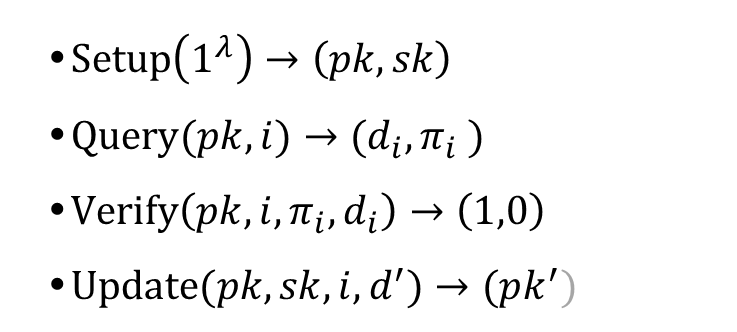 • Setup(1^λ) → (pk, sk)
• Query(pk, i) → (d_i, π_i )
• Verify(pk, i, π_i, d_i) → (1,0)
• Update(pk, sk, i, d′) → (pk′)